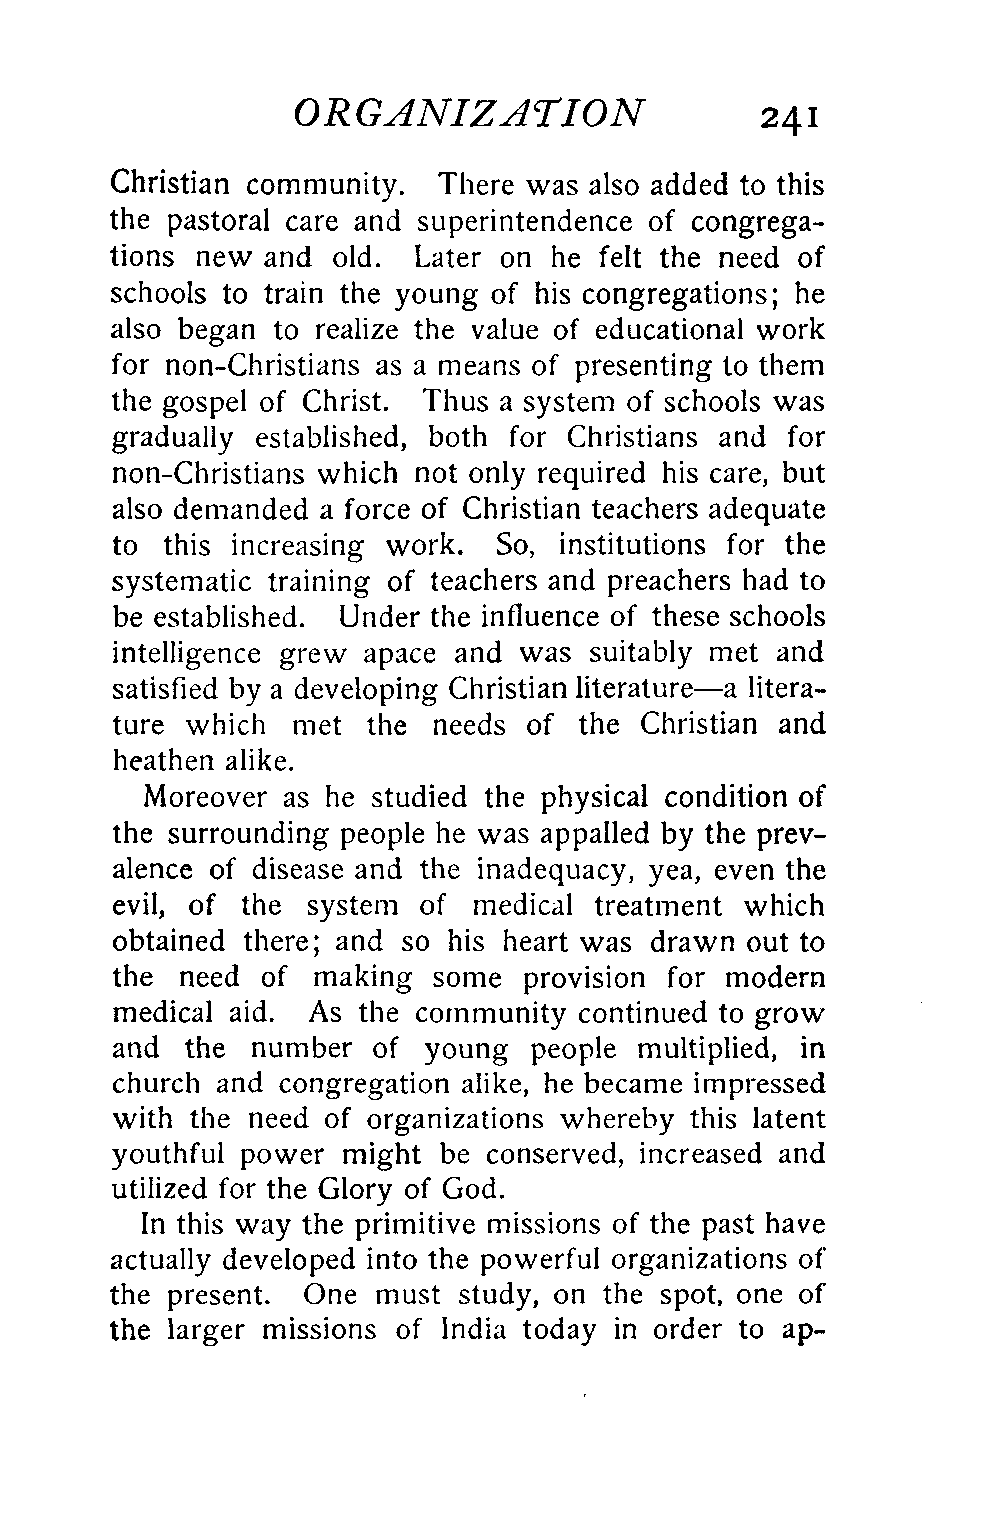 ORGANIZATION 241
Christian community. There was also added to this
the pastoral care and superintendence of congrega-
tions new and old. Later on he felt the need of
schools to train the young of his congregations; he
also began to realize the value of educational work
for non-Christians as a means of presenting to them
the gospel of Christ. Thus a system of schools was
gradually established, both for Christians and for
non-Christians which not only required his care, but
also demanded a force of Christian teachers adequate
to this increasing work. So, institutions for the
systematic training of teachers and preachers had to
be established. Under the influence of these schools
intelligence grew apace and was suitably met and
satisfied by a developing Christian literature—a litera-
ture which met the needs of the Christian and
heathen alike.
Moreover as he studied the physical condition of
the surrounding people he was appalled by the prev-
alence of disease and the inadequacy, yea, even the
evil, of the system of medical treatment which
obtained there; and so his heart was drawn out to
the need of making some provision for modern
medical aid. As the community continued to grow
and the number of young people multiplied, in
church and congregation alike, he became impressed
with the need of organizations whereby this latent
youthful power might be conserved, increased and
utilized for the Glory of God.
In this way the primitive missions of the past have
actually developed into the powerful organizations of
the present. One must study, on the spot, one of
the larger missions of India today in order to ap-